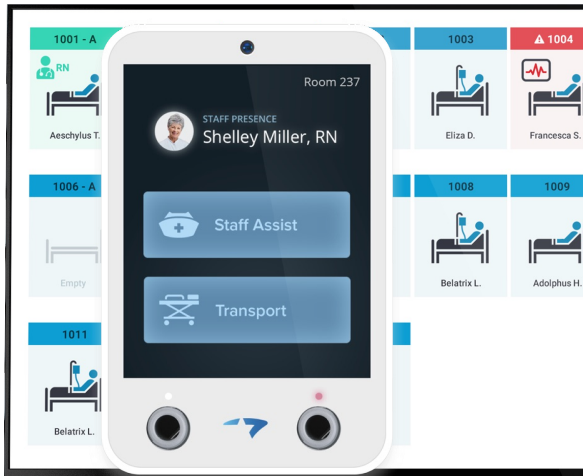 1001 - A
1003
1004
RN
Room 237
STAFF PRESENCE
Shelley Miller, RN
Aeschylus T.
Eliza D.
Francesca S.
1006 - A
1008
1009
Staff Assist
Empty
Belatrix L.
Adolphus H.
Transport
1011
Belatrix L.